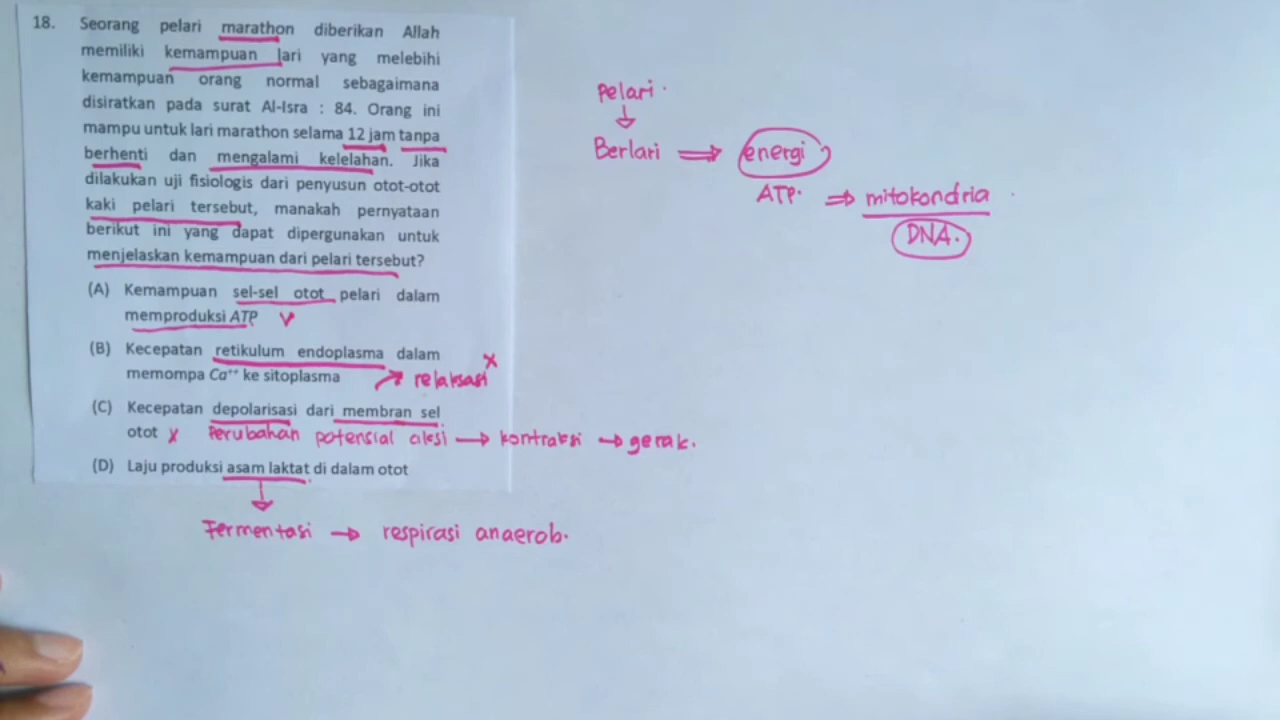 18. Seorang pelari marathon diberikan Allah
memiliki kemampuan lari yang melebihi
kemampuan orang normal sebagaimana
disiratkan pada surat Al-Isra : 84. Orang ini
mampu untuk lari marathon selama 12 jam tanpa
berhenti dan mengalami kelelahan. Jika
dilakukan uji fisiologis dari penyusun otot-otot
kaki pelari tersebut, manakah pernyataan
berikut ini yang dapat dipergunakan untuk
menjelaskan kemampuan dari pelari tersebut?
(A) Kemampuan sel-sel otot pelari dalam
memproduksi ATP v
(B) Kecepatan retikulum endoplasma dalam
memompa Ca⁺⁺ ke sitoplasma → relaksasi x
(C) Kecepatan depolarisasi dari membran sel
otot x Perubahan potensial aksi → kontraksi → gerak.
(D) Laju produksi asam laktat di dalam otot
↓
Fermentasi → respirasi anaerob.
Pelari.
↓
Berlari ⇒ energi
ATP. ⇒ mitokondria
DNA.